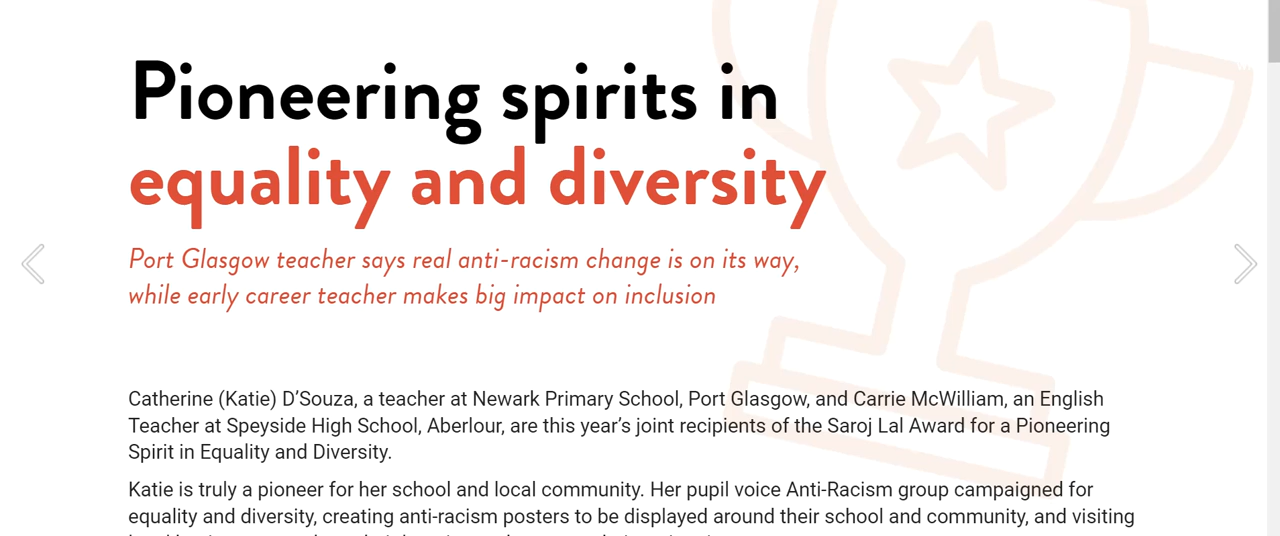 Pioneering spirits in
equality and diversity
Port Glasgow teacher says real anti-racism change is on its way,
while early career teacher makes big impact on inclusion
Catherine (Katie) D’Souza, a teacher at Newark Primary School, Port Glasgow, and Carrie McWilliam, an English
Teacher at Speyside High School, Aberlour, are this year’s joint recipients of the Saroj Lal Award for a Pioneering
Spirit in Equality and Diversity.
Katie is truly a pioneer for her school and local community. Her pupil voice Anti-Racism group campaigned for
equality and diversity, creating anti-racism posters to be displayed around their school and community, and visiting